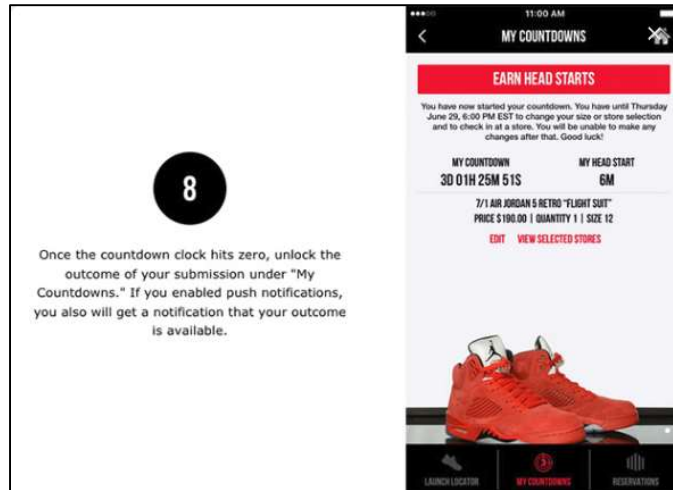 8
Once the countdown clock hits zero, unlock the
outcome of your submission under "My
Countdowns." If you enabled push notifications,
you also will get a notification that your outcome
is available.
11:00 AM
MY COUNTDOWNS
EARN HEAD STARTS
You have now started your countdown. You have until Thursday
June 29, 6:00 PM EST to change your size or store selection
and to check in at a store. You will be unable to make any
changes after that. Good luck!
MY COUNTDOWN MY HEAD START
3D 01H 25M 51S 6M
7/1 AIR JORDAN 5 RETRO "FLIGHT SUIT"
PRICE $190.00 | QUANTITY 1 | SIZE 12
EDIT VIEW SELECTED STORES
LAUNCH LOCATOR MY COUNTDOWNS RESERVATIONS